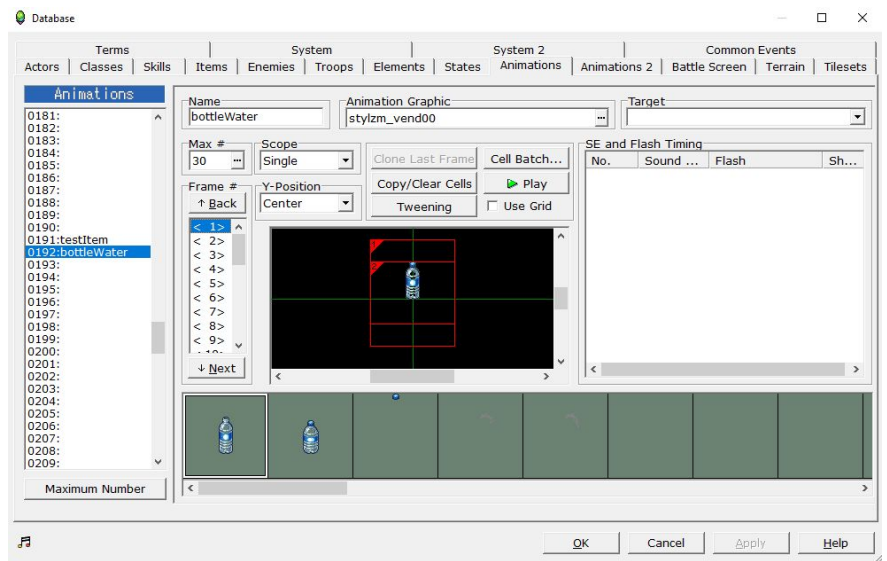 Database
Terms System System 2 Common Events
Actors Classes Skills Items Enemies Troops Elements States Animations Animations 2 Battle Screen Terrain Tilesets
Animations
0181:
0182:
0183:
0184:
0185:
0186:
0187:
0188:
0189:
0190:
0191:testItem
0192:bottleWater
0193:
0194:
0195:
0196:
0197:
0198:
0199:
0200:
0201:
0202:
0203:
0204:
0205:
0206:
0207:
0208:
0209:
Maximum Number
Name
bottleWater
Animation Graphic
stylzm_vend00
Target
Max #
30
Scope
Single
Clone Last Frame
Cell Batch...
Frame #
↑ Back
Y-Position
Center
Copy/Clear Cells
Play
Tweening
Use Grid
< 1>
< 2>
< 3>
< 4>
< 5>
< 6>
< 7>
< 8>
< 9>
↓ Next
1
2
SE and Flash Timing
No. Sound ... Flash Sh...
OK Cancel Apply Help